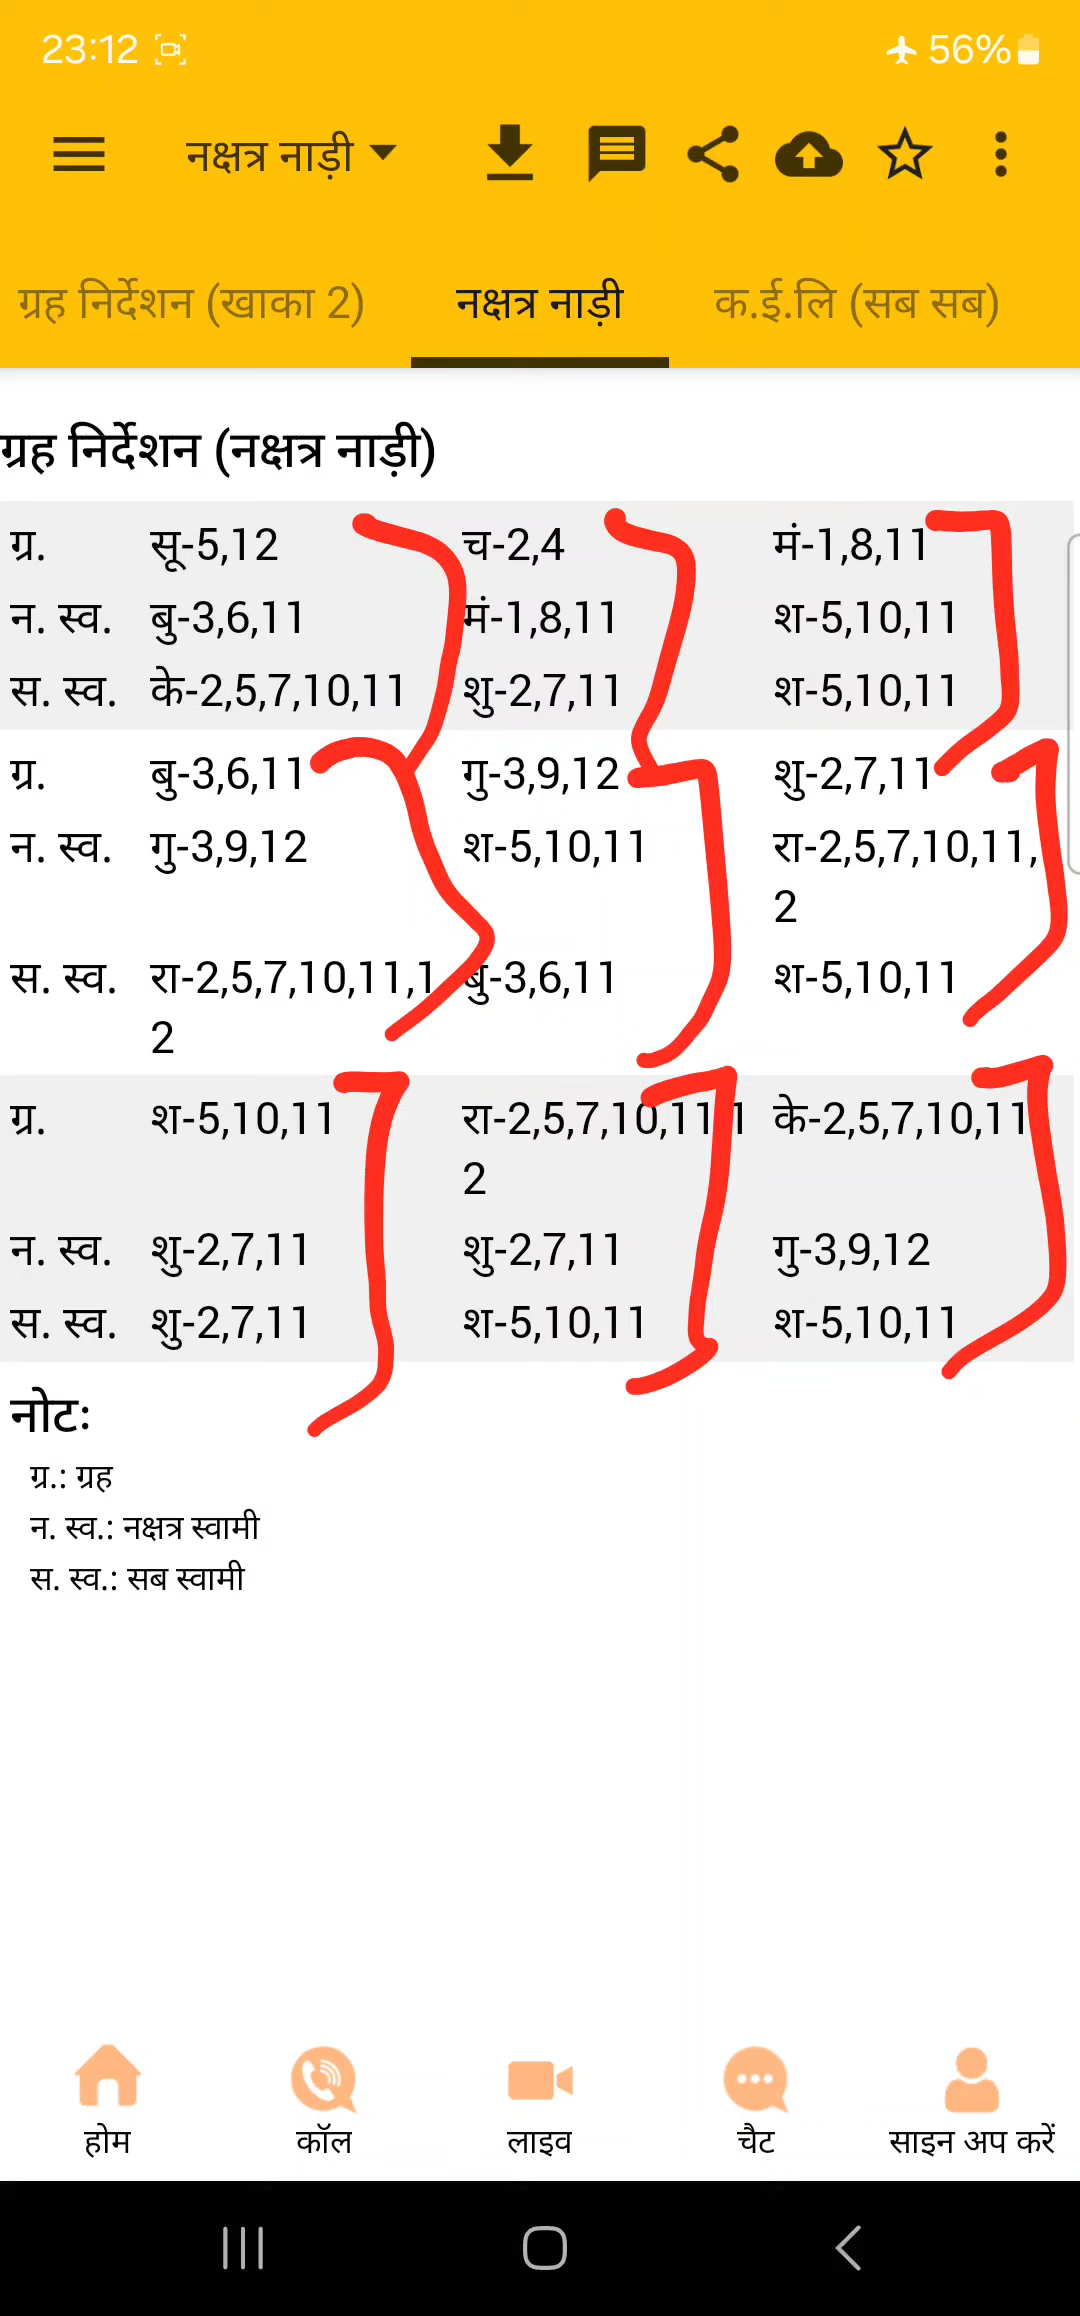 23:12 56%
नक्षत्र नाड़ी
ग्रह निर्देशन (खाका 2) नक्षत्र नाड़ी क.ई.लि (सब सब)
ग्रह निर्देशन (नक्षत्र नाड़ी)
ग्र. सू-5,12 च-2,4 मं-1,8,11
न. स्व. बु-3,6,11 मं-1,8,11 श-5,10,11
स. स्व. के-2,5,7,10,11 शु-2,7,11 श-5,10,11
ग्र. बु-3,6,11 गु-3,9,12 शु-2,7,11
न. स्व. गु-3,9,12 श-5,10,11 रा-2,5,7,10,11,
2
स. स्व. रा-2,5,7,10,11,1 बु-3,6,11 श-5,10,11
2
ग्र. श-5,10,11 रा-2,5,7,10,11,1 के-2,5,7,10,11
2
न. स्व. शु-2,7,11 शु-2,7,11 गु-3,9,12
स. स्व. शु-2,7,11 श-5,10,11 श-5,10,11
नोटः
ग्र.: ग्रह
न. स्व.: नक्षत्र स्वामी
स. स्व.: सब स्वामी
होम कॉल लाइव चैट साइन अप करें